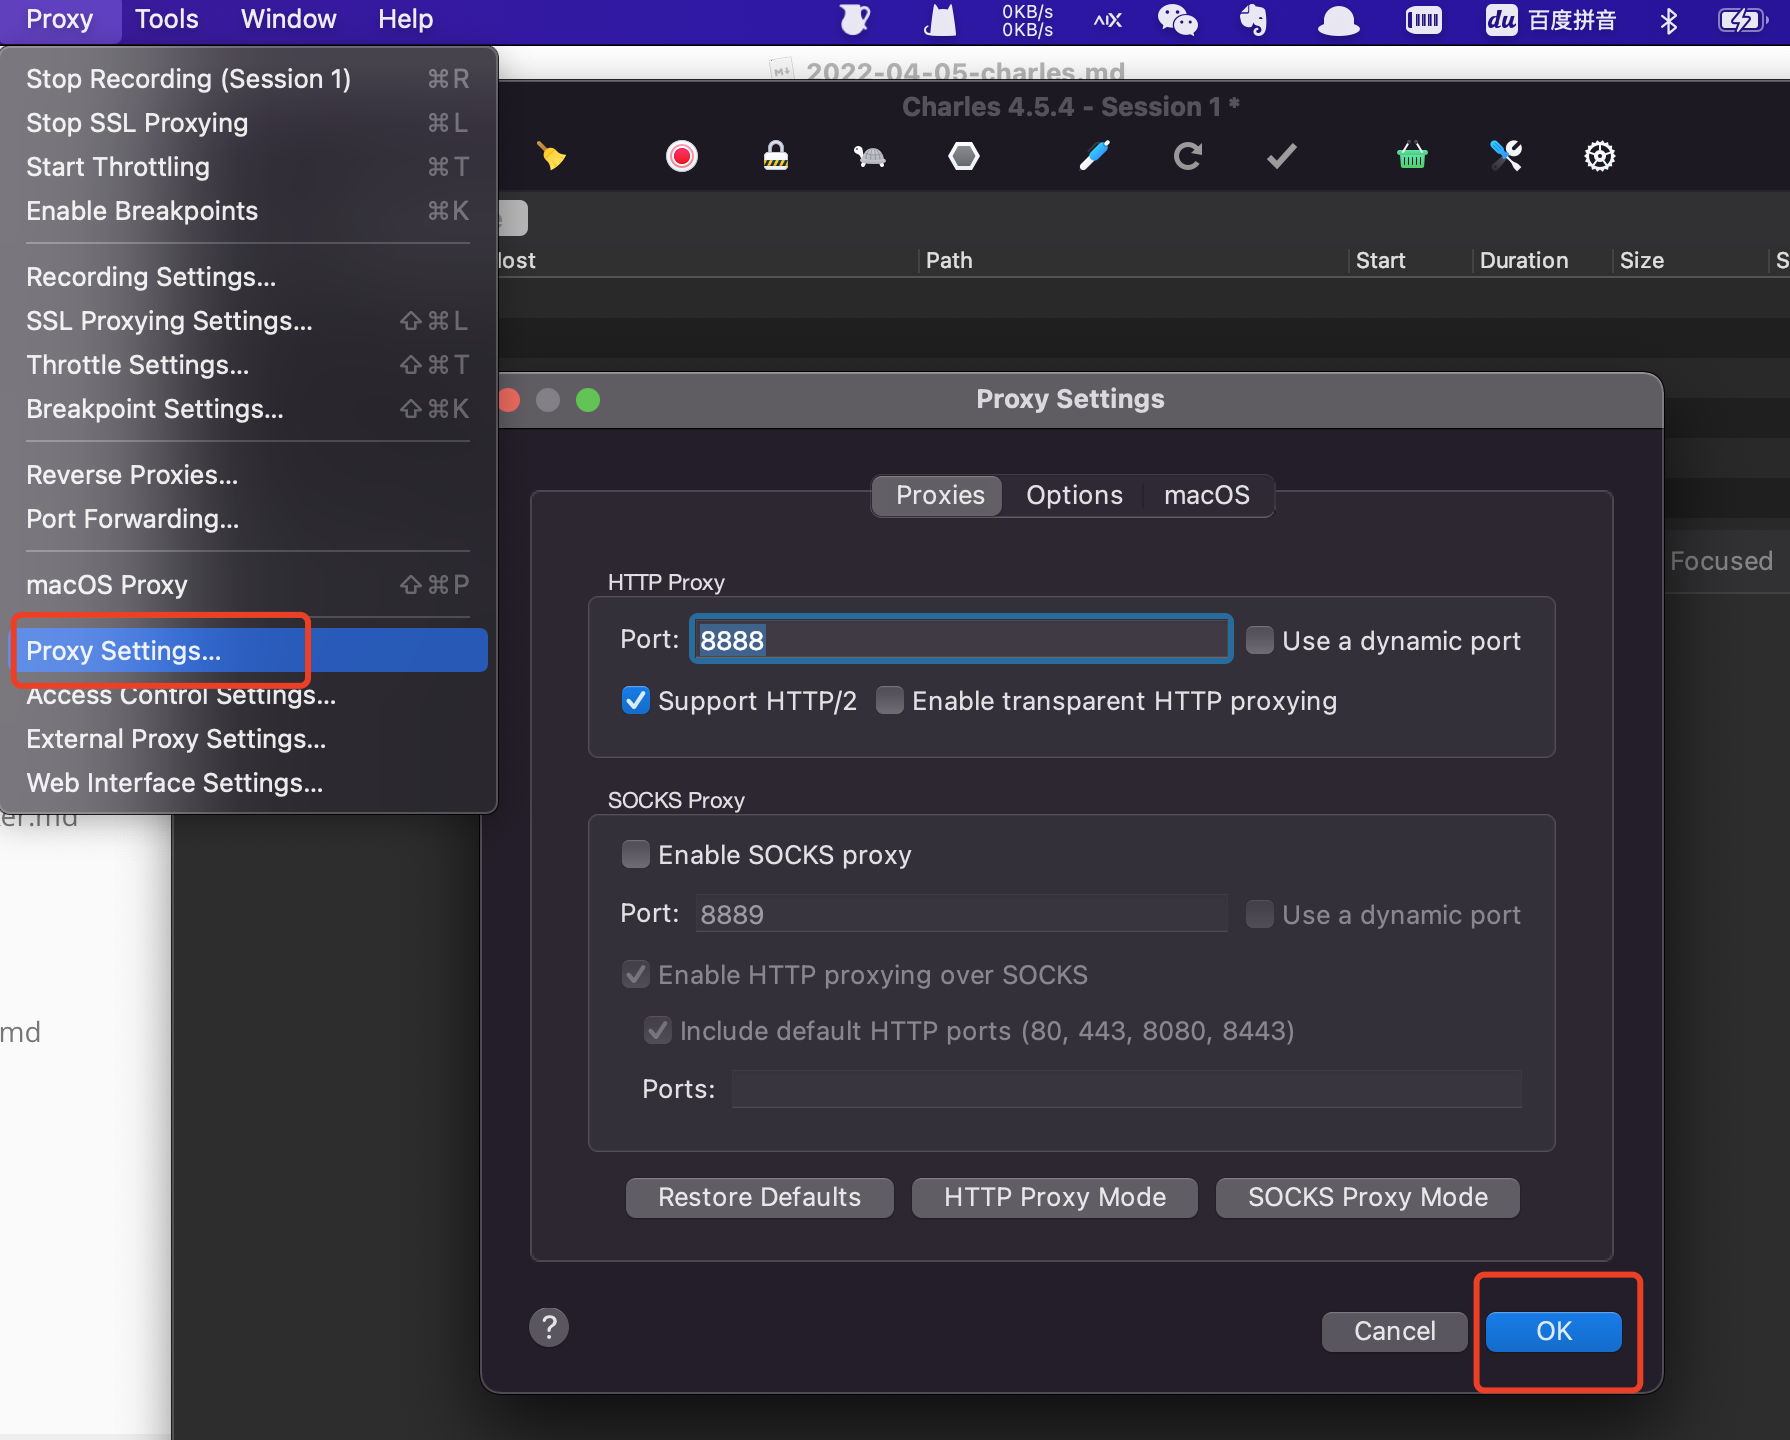 Proxy Tools Window Help
0KB/s
0KB/s
du 百度拼音
2022-04-05-charles.md
Charles 4.5.4 - Session 1 *
Stop Recording (Session 1) ⌘R
Stop SSL Proxying ⌘L
Start Throttling ⌘T
Enable Breakpoints ⌘K
Recording Settings...
SSL Proxying Settings... ⇧⌘L
Throttle Settings... ⇧⌘T
Breakpoint Settings... ⇧⌘K
Reverse Proxies...
Port Forwarding...
macOS Proxy ⇧⌘P
Proxy Settings...
Access Control Settings...
External Proxy Settings...
Web Interface Settings...
er.md
md
ost Path Start Duration Size S
Focused
Proxy Settings
Proxies Options macOS
HTTP Proxy
Port: 8888 Use a dynamic port
Support HTTP/2 Enable transparent HTTP proxying
SOCKS Proxy
Enable SOCKS proxy
Port: 8889 Use a dynamic port
Enable HTTP proxying over SOCKS
Include default HTTP ports (80, 443, 8080, 8443)
Ports:
Restore Defaults HTTP Proxy Mode SOCKS Proxy Mode
? Cancel OK